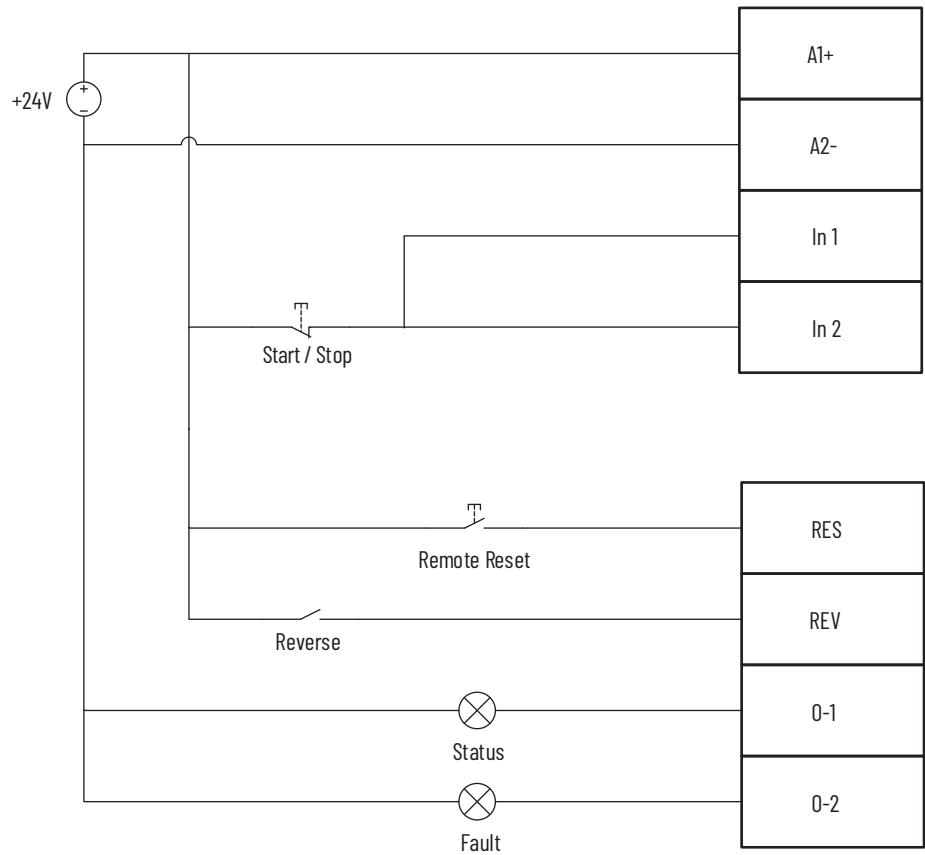 A1+
+24V
+
−
A2-
In 1
In 2
Start / Stop
RES
Remote Reset
REV
Reverse
O-1
Status
O-2
Fault